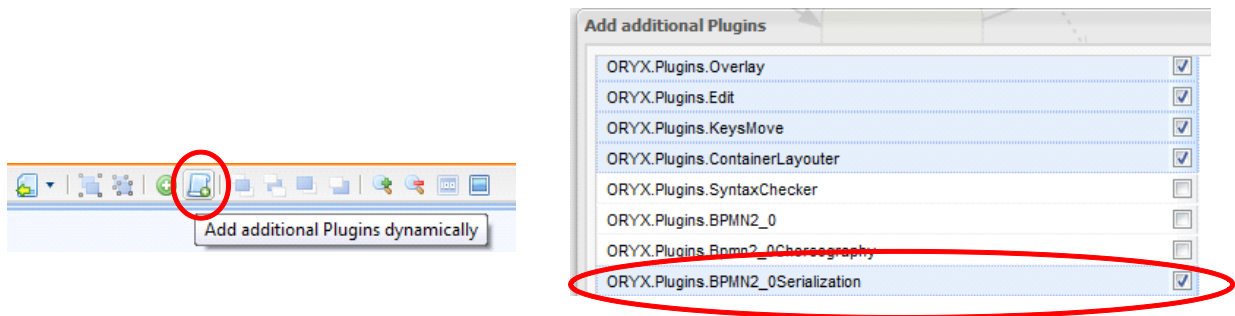 Add additional Plugins dynamically
Add additional Plugins
ORYX.Plugins.Overlay
ORYX.Plugins.Edit
ORYX.Plugins.KeysMove
ORYX.Plugins.ContainerLayouter
ORYX.Plugins.SyntaxChecker
ORYX.Plugins.BPMN2_0
ORYX.Plugins.Bpmn2_0Choreography
ORYX.Plugins.BPMN2_0Serialization